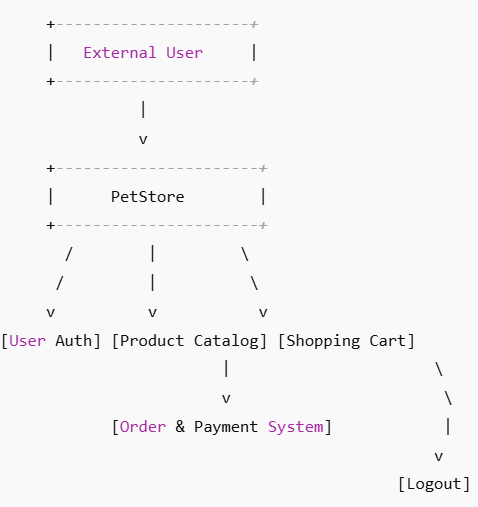 +---------------------+
|   External User     |
+---------------------+
|
v
+----------------------+
|      PetStore        |
+----------------------+
/        |         \
/         |          \
v          v           v
[User Auth] [Product Catalog] [Shopping Cart]
|                      \
v                       \
[Order & Payment System]            |
v
[Logout]